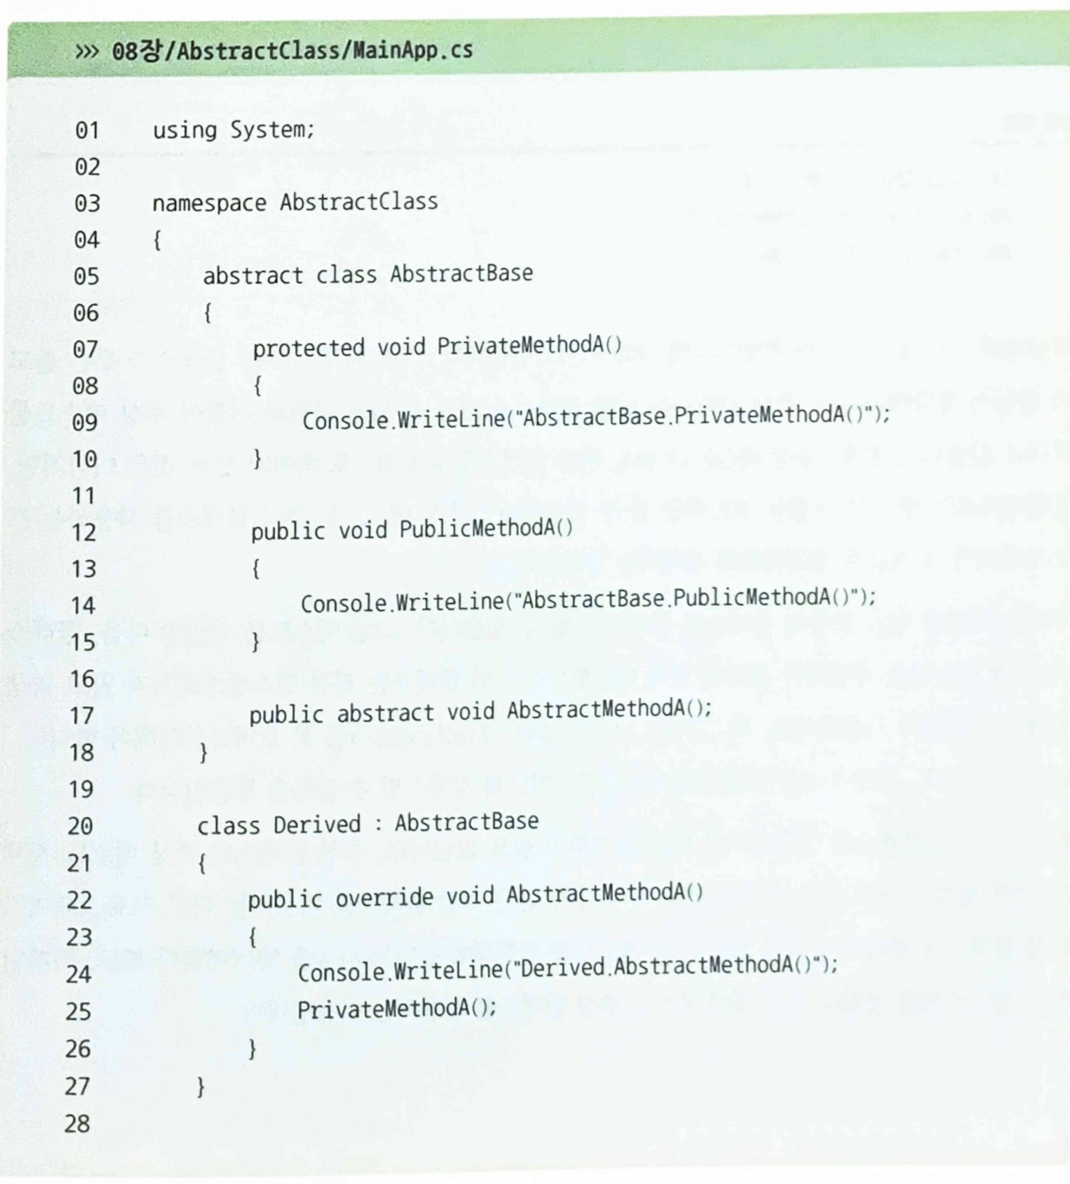 >>> 08장/AbstractClass/MainApp.cs
01 using System;
02
03 namespace AbstractClass
04 {
05 abstract class AbstractBase
06 {
07 protected void PrivateMethodA()
08 {
09 Console.WriteLine("AbstractBase.PrivateMethodA()");
10 }
11
12 public void PublicMethodA()
13 {
14 Console.WriteLine("AbstractBase.PublicMethodA()");
15 }
16
17 public abstract void AbstractMethodA();
18 }
19
20 class Derived : AbstractBase
21 {
22 public override void AbstractMethodA()
23 {
24 Console.WriteLine("Derived.AbstractMethodA()");
25 PrivateMethodA();
26 }
27 }
28